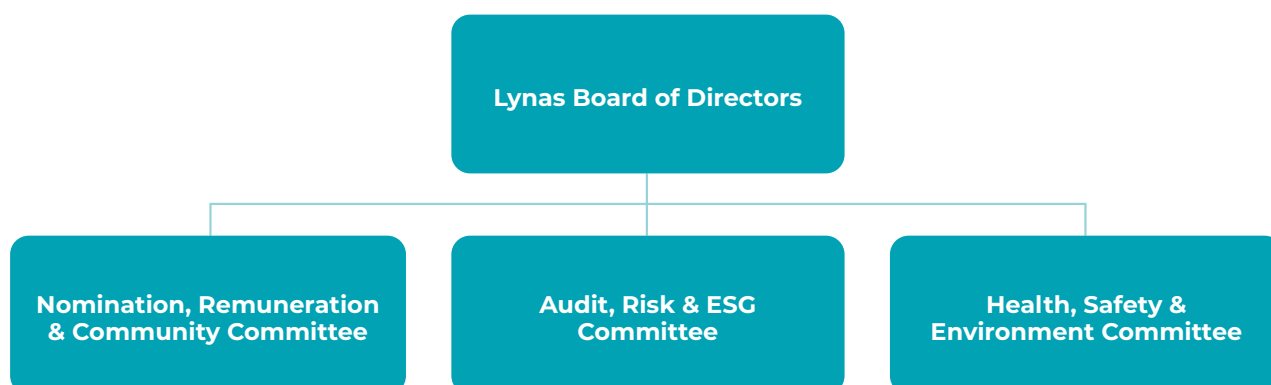 Lynas Board of Directors
Nomination, Remuneration
& Community Committee
Audit, Risk & ESG
Committee
Health, Safety &
Environment Committee